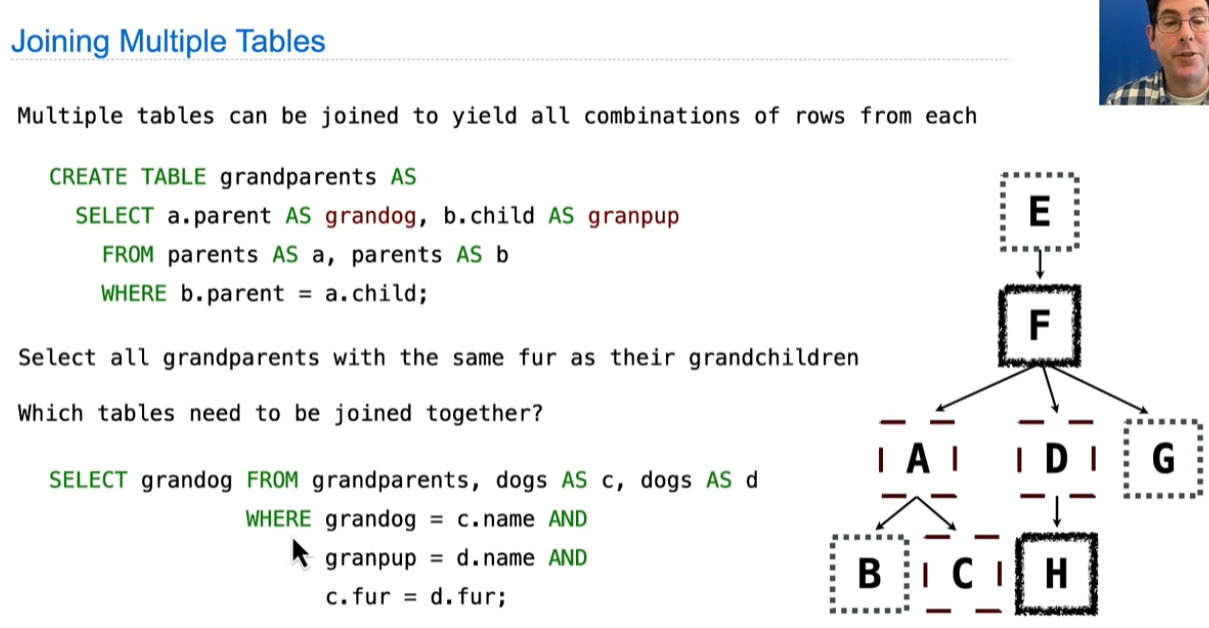 Joining Multiple Tables
Multiple tables can be joined to yield all combinations of rows from each
CREATE TABLE grandparents AS
SELECT a.parent AS grandog, b.child AS granpup
FROM parents AS a, parents AS b
WHERE b.parent = a.child;
Select all grandparents with the same fur as their grandchildren
Which tables need to be joined together?
SELECT grandog FROM grandparents, dogs AS c, dogs AS d
WHERE grandog = c.name AND
granpup = d.name AND
c.fur = d.fur;
E
F
A D G
B C H